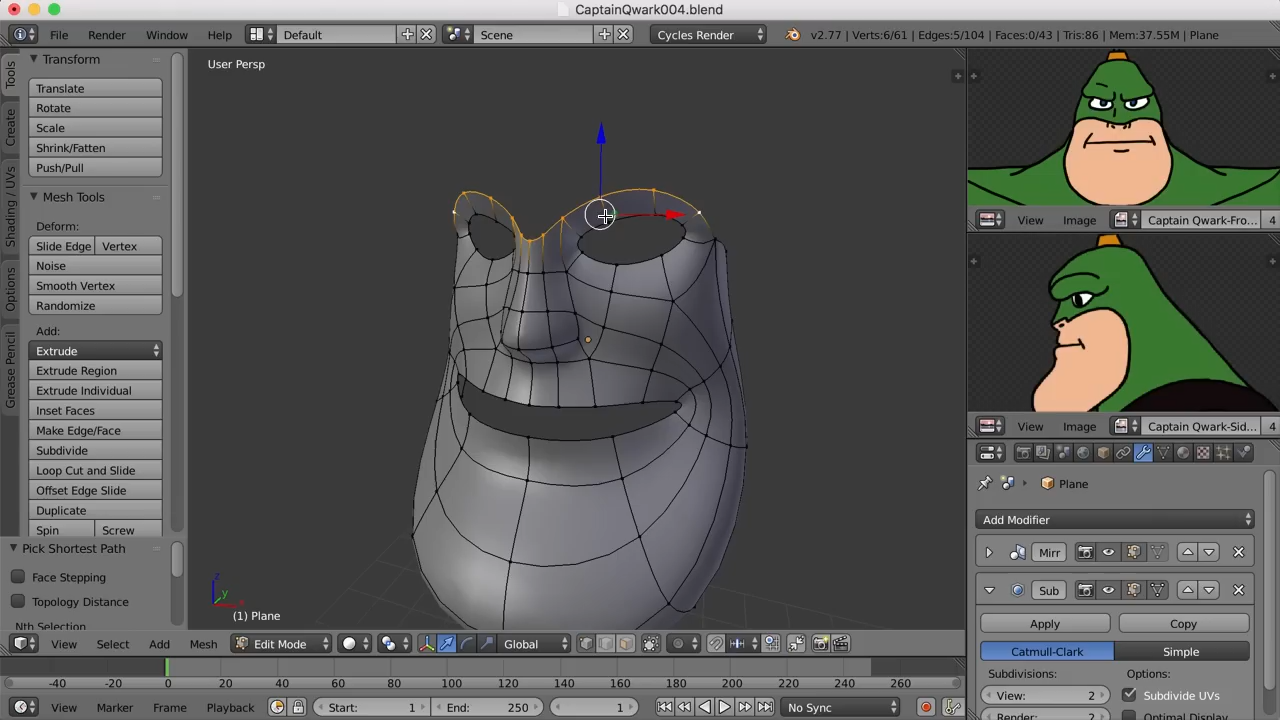 CaptainQwark004.blend
File Render Window Help Default Scene Cycles Render v2.77 | Verts:6/61 | Edges:5/104 | Faces:0/43 | Tris:86 | Mem:37.55M | Plane
Tools
Create
Shading / UVs
Options
Grease Pencil
Transform
Translate
Rotate
Scale
Shrink/Fatten
Push/Pull
Mesh Tools
Deform:
Slide Edge Vertex
Noise
Smooth Vertex
Randomize
Add:
Extrude
Extrude Region
Extrude Individual
Inset Faces
Make Edge/Face
Subdivide
Loop Cut and Slide
Offset Edge Slide
Duplicate
Spin Screw
Pick Shortest Path
Face Stepping
Topology Distance
Nth Selection
User Persp
z
y
x
(1) Plane
View Select Add Mesh Edit Mode Global
View Image Captain Qwark-Fro... 4
View Image Captain Qwark-Sid... 4
Plane
Add Modifier
Mirr
Sub
Apply Copy
Catmull-Clark Simple
Subdivisions: Options:
View: 2 Subdivide UVs
Render: 2 Optimal Display
-40 -20 0 20 40 60 80 100 120 140 160 180 200 220 240 260
View Marker Frame Playback Start: 1 End: 250 1 No Sync